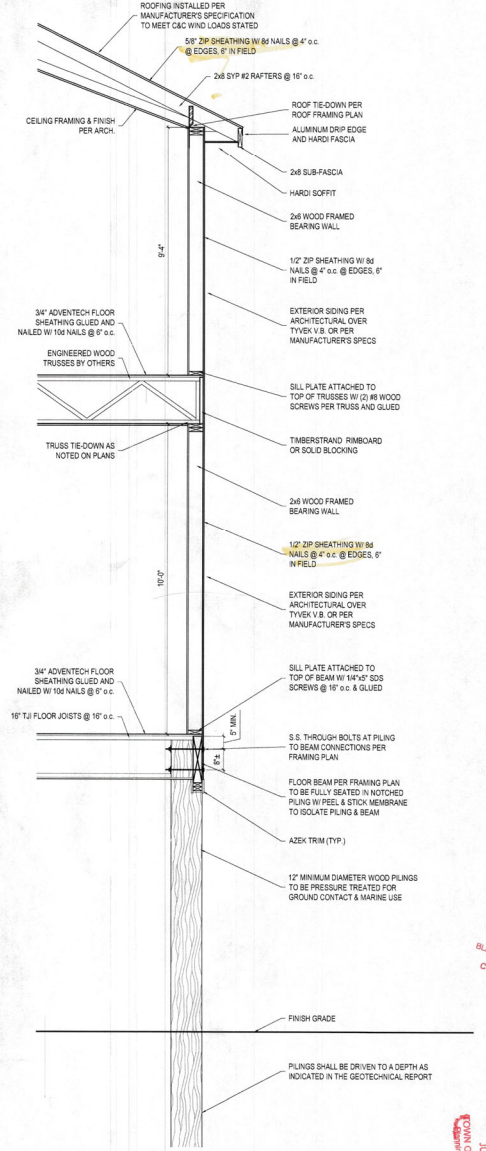 ROOFING INSTALLED PER
MANUFACTURER'S SPECIFICATION
TO MEET C&C WIND LOADS STATED
5/8" ZIP SHEATHING W/ 8d NAILS @ 4" o.c.
@ EDGES, 6" IN FIELD
2x8 SYP #2 RAFTERS @ 16" o.c.
CEILING FRAMING & FINISH
PER ARCH.
ROOF TIE-DOWN PER
ROOF FRAMING PLAN
ALUMINUM DRIP EDGE
AND HARDI FASCIA
2x8 SUB-FASCIA
HARDI SOFFIT
2x6 WOOD FRAMED
BEARING WALL
9'-4"
1/2" ZIP SHEATHING W/ 8d
NAILS @ 4" o.c. @ EDGES, 6"
IN FIELD
EXTERIOR SIDING PER
ARCHITECTURAL OVER
TYVEK V.B. OR PER
MANUFACTURER'S SPECS
3/4" ADVENTECH FLOOR
SHEATHING GLUED AND
NAILED W/ 10d NAILS @ 6" o.c.
ENGINEERED WOOD
TRUSSES BY OTHERS
SILL PLATE ATTACHED TO
TOP OF TRUSSES W/ (2) #8 WOOD
SCREWS PER TRUSS AND GLUED
TRUSS TIE-DOWN AS
NOTED ON PLANS
TIMBERSTRAND RIMBOARD
OR SOLID BLOCKING
2x6 WOOD FRAMED
BEARING WALL
1/2" ZIP SHEATHING W/ 8d
NAILS @ 4" o.c. @ EDGES, 6"
IN FIELD
10'-0"
EXTERIOR SIDING PER
ARCHITECTURAL OVER
TYVEK V.B. OR PER
MANUFACTURER'S SPECS
3/4" ADVENTECH FLOOR
SHEATHING GLUED AND
NAILED W/ 10d NAILS @ 6" o.c.
SILL PLATE ATTACHED TO
TOP OF BEAM W/ 1/4"x5" SDS
SCREWS @ 16" o.c. & GLUED
16" TJI FLOOR JOISTS @ 16" o.c.
5" MIN.
8"±
S.S. THROUGH BOLTS AT PILING
TO BEAM CONNECTIONS PER
FRAMING PLAN
FLOOR BEAM PER FRAMING PLAN
TO BE FULLY SEATED IN NOTCHED
PILING W/ PEEL & STICK MEMBRANE
TO ISOLATE PILING & BEAM
AZEK TRIM (TYP.)
12" MINIMUM DIAMETER WOOD PILINGS
TO BE PRESSURE TREATED FOR
GROUND CONTACT & MARINE USE
FINISH GRADE
PILINGS SHALL BE DRIVEN TO A DEPTH AS
INDICATED IN THE GEOTECHNICAL REPORT
TOWN